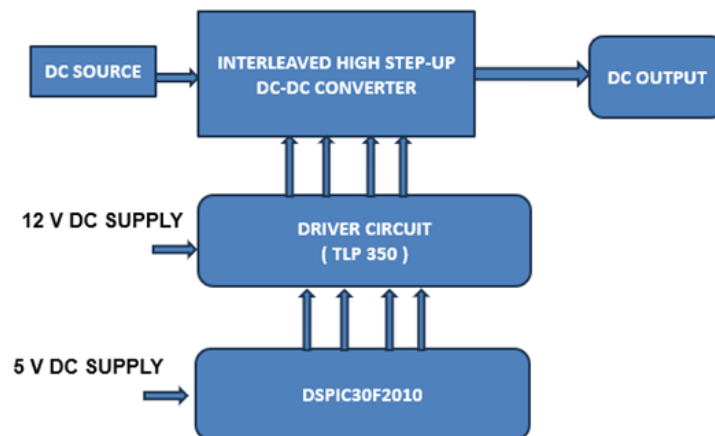 DC SOURCE
INTERLEAVED HIGH STEP-UP
DC-DC CONVERTER
DC OUTPUT
12 V DC SUPPLY
DRIVER CIRCUIT
( TLP 350 )
5 V DC SUPPLY
DSPIC30F2010